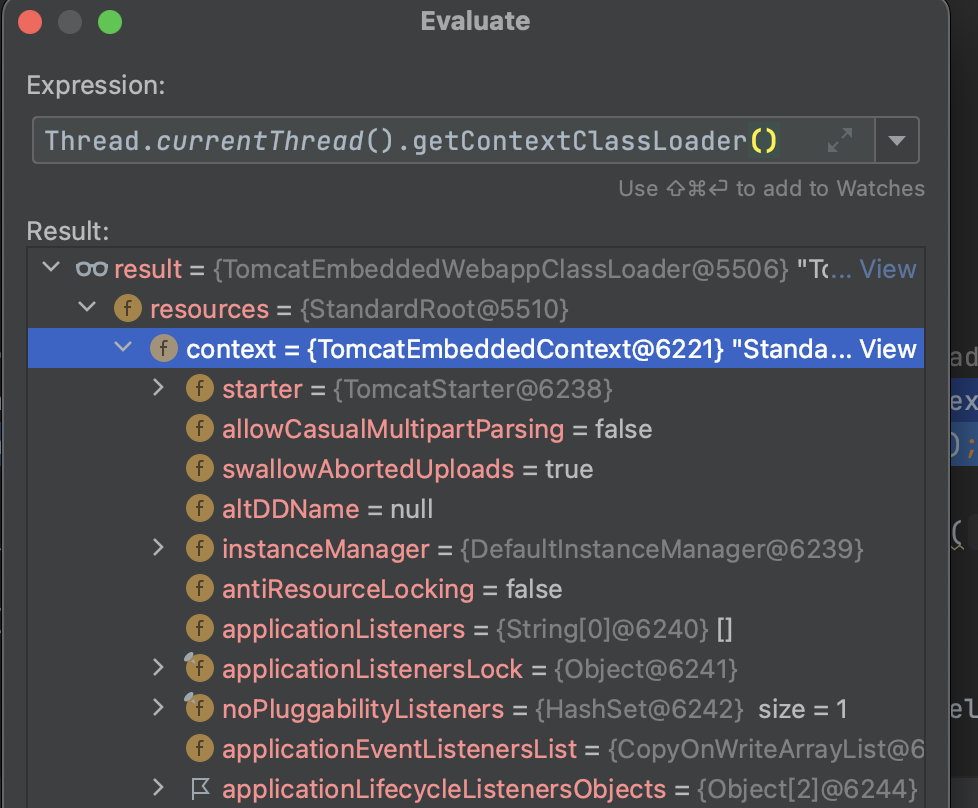 Evaluate
Expression:
Thread.currentThread().getContextClassLoader()
Use ⇧⌘⏎ to add to Watches
Result:
result = {TomcatEmbeddedWebappClassLoader@5506} "To... View
f resources = {StandardRoot@5510}
f context = {TomcatEmbeddedContext@6221} "Standa... View
f starter = {TomcatStarter@6238}
f allowCasualMultipartParsing = false
f swallowAbortedUploads = true
f altDDName = null
f instanceManager = {DefaultInstanceManager@6239}
f antiResourceLocking = false
f applicationListeners = {String[0]@6240} []
f applicationListenersLock = {Object@6241}
f noPluggabilityListeners = {HashSet@6242} size = 1
f applicationEventListenersList = {CopyOnWriteArrayList@6
applicationLifecycleListenersObjects = {Object[2]@6244}
ad
ex
);
(
el